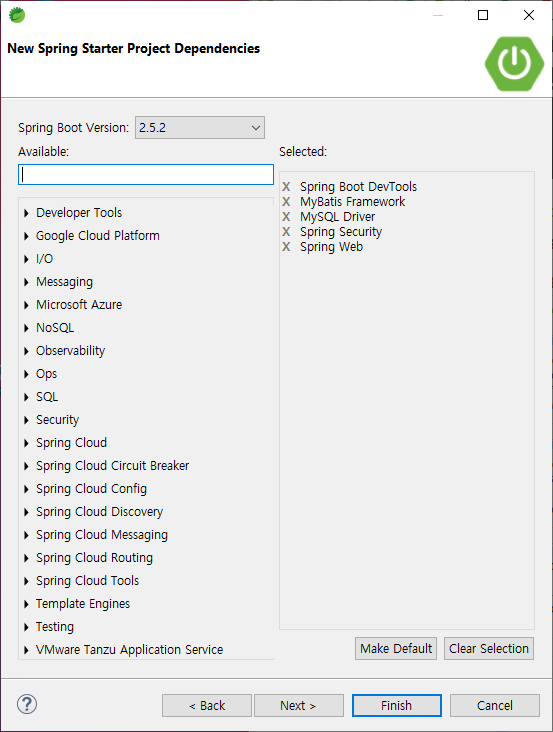 New Spring Starter Project Dependencies
Spring Boot Version: 2.5.2
Available:
Selected:
Developer Tools
Google Cloud Platform
I/O
Messaging
Microsoft Azure
NoSQL
Observability
Ops
SQL
Security
Spring Cloud
Spring Cloud Circuit Breaker
Spring Cloud Config
Spring Cloud Discovery
Spring Cloud Messaging
Spring Cloud Routing
Spring Cloud Tools
Template Engines
Testing
VMware Tanzu Application Service
X Spring Boot DevTools
X MyBatis Framework
X MySQL Driver
X Spring Security
X Spring Web
Make Default
Clear Selection
?
< Back
Next >
Finish
Cancel